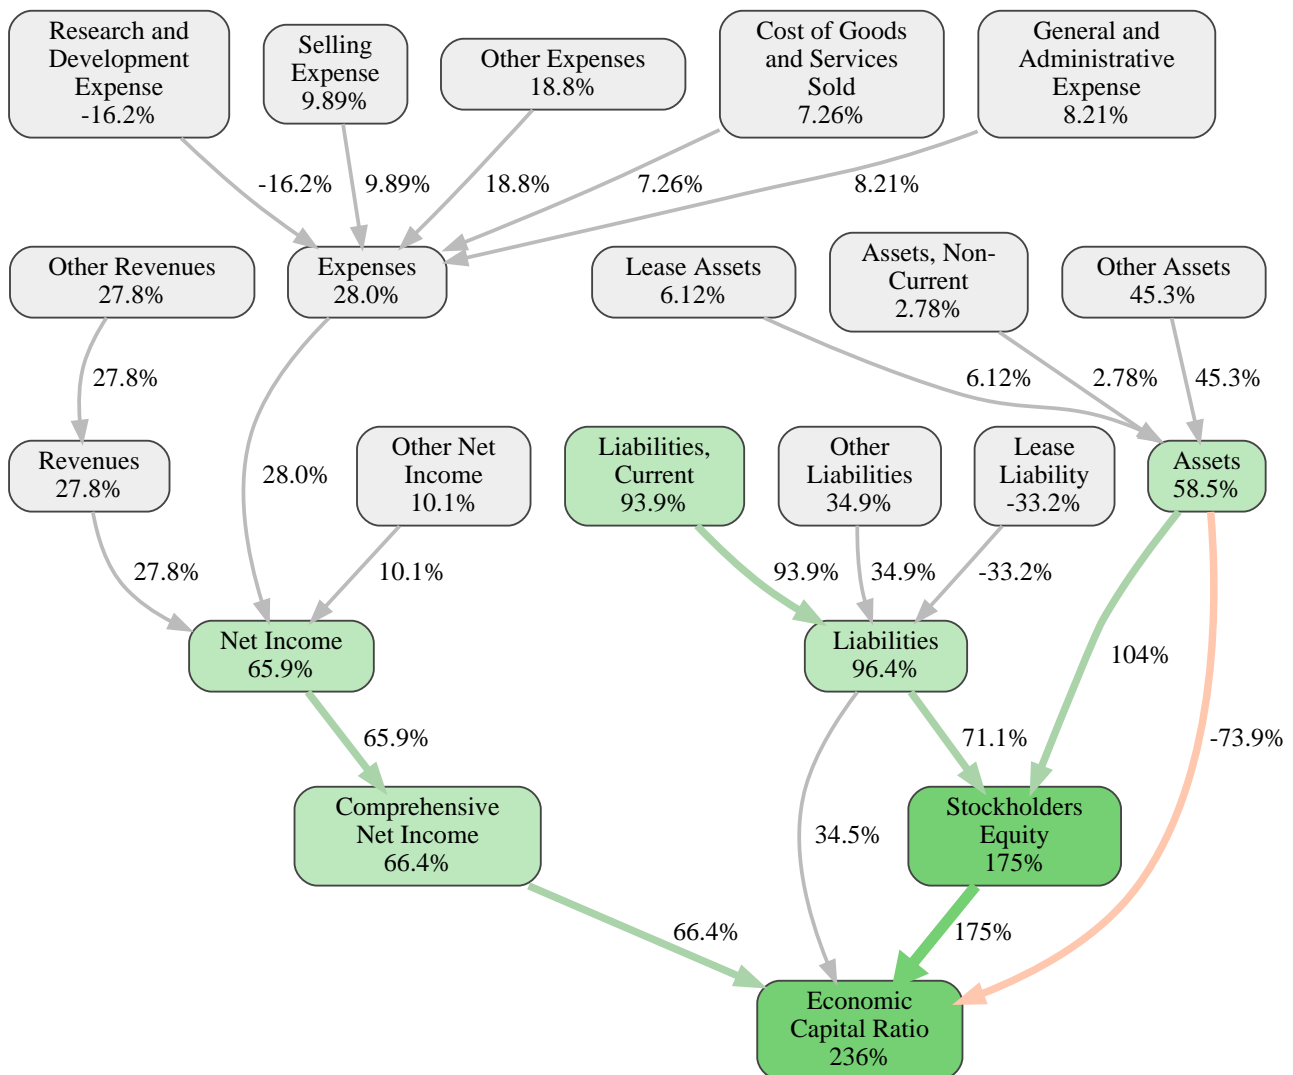 Research and
Development
Expense
-16.2%
Selling
Expense
9.89%
Other Expenses
18.8%
Cost of Goods
and Services
Sold
7.26%
General and
Administrative
Expense
8.21%
-16.2%
9.89%
18.8%
7.26%
8.21%
Other Revenues
27.8%
Expenses
28.0%
Lease Assets
6.12%
Assets, Non-
Current
2.78%
Other Assets
45.3%
27.8%
6.12%
2.78%
45.3%
Revenues
27.8%
28.0%
Other Net
Income
10.1%
Liabilities,
Current
93.9%
Other
Liabilities
34.9%
Lease
Liability
-33.2%
Assets
58.5%
27.8%
10.1%
93.9%
34.9%
-33.2%
Net Income
65.9%
Liabilities
96.4%
104%
65.9%
71.1%
-73.9%
Comprehensive
Net Income
66.4%
34.5%
Stockholders
Equity
175%
66.4%
175%
Economic
Capital Ratio
236%